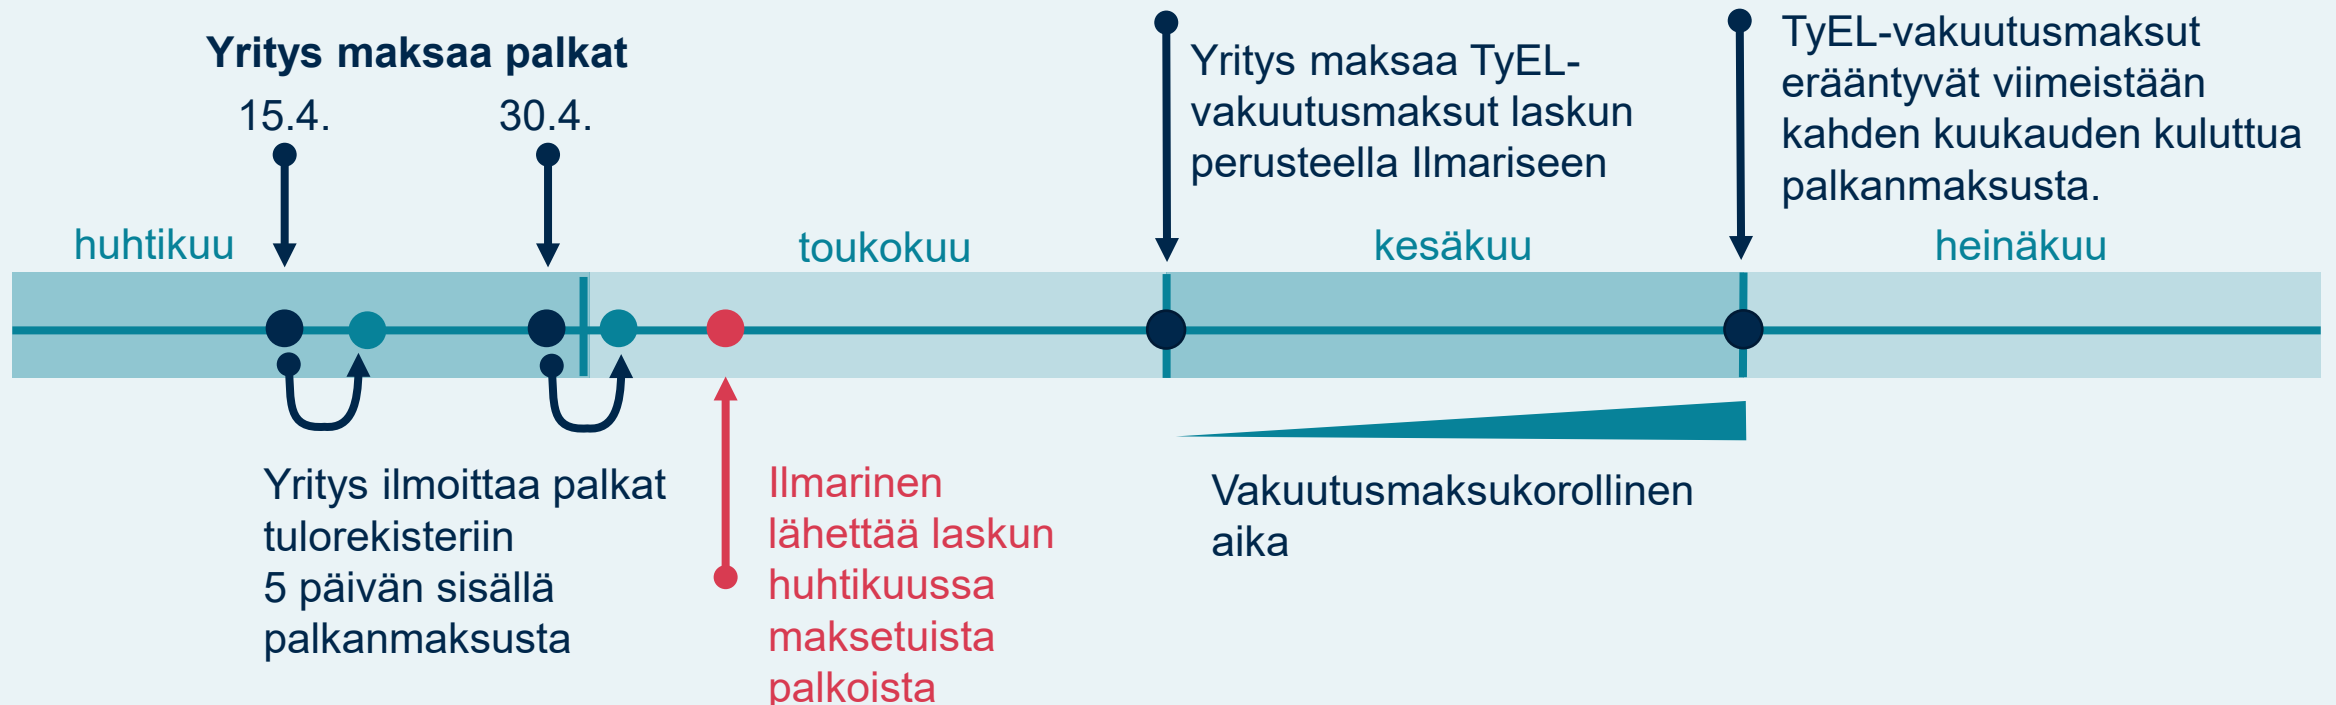 Yritys maksaa palkat
15.4.
30.4.
Yritys maksaa TyEL-
vakuutusmaksut laskun
perusteella Ilmariseen
TyEL-vakuutusmaksut
erääntyvät viimeistään
kahden kuukauden kuluttua
palkanmaksusta.
huhtikuu
toukokuu
kesäkuu
heinäkuu
Yritys ilmoittaa palkat
tulorekisteriin
5 päivän sisällä
palkanmaksusta
Ilmarinen
lähettää laskun
huhtikuussa
maksetuista
palkoista
Vakuutusmaksukorollinen
aika